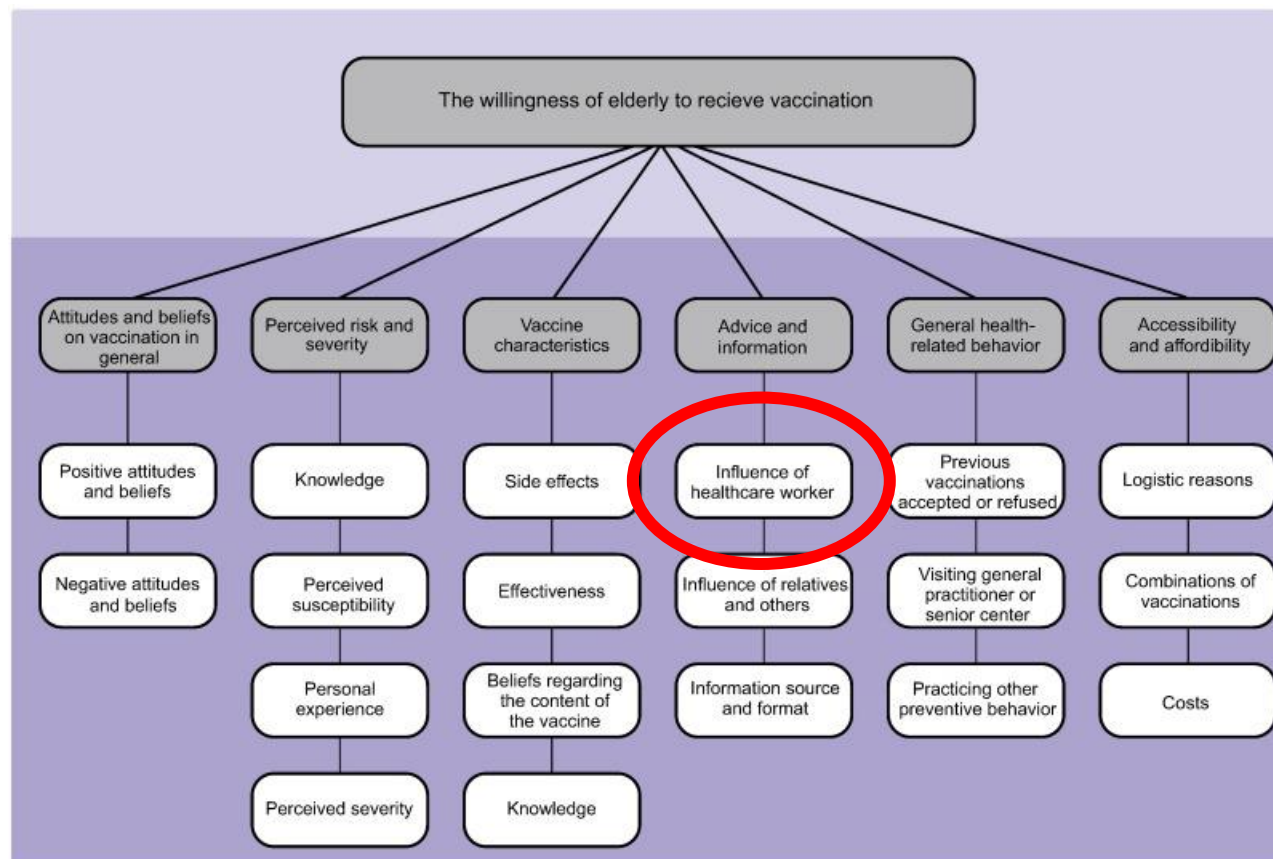 The willingness of elderly to recieve vaccination
Attitudes and beliefs
on vaccination in
general
Perceived risk and
severity
Vaccine
characteristics
Advice and
information
General health-
related behavior
Accessibility
and affordibility
Positive attitudes
and beliefs
Knowledge
Side effects
Influence of
healthcare worker
Previous
vaccinations
accepted or refused
Logistic reasons
Negative attitudes
and beliefs
Perceived
susceptibility
Effectiveness
Influence of relatives
and others
Visiting general
practitioner or
senior center
Combinations of
vaccinations
Personal
experience
Beliefs regarding
the content of
the vaccine
Information source
and format
Practicing other
preventive behavior
Costs
Perceived severity
Knowledge